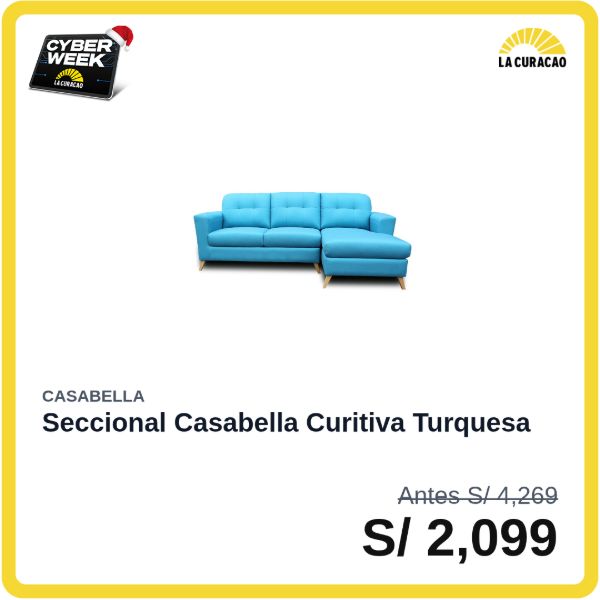 CYBER
WEEK
LA CURACAO
LA CURACAO
CASABELLA
Seccional Casabella Curitiva Turquesa
Antes S/ 4,269
S/ 2,099